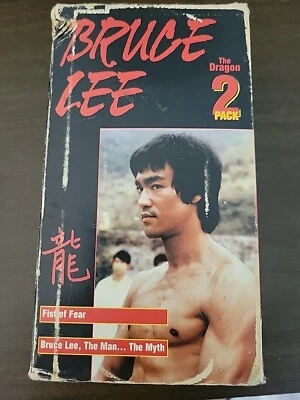 BRUCE
LEE
The
Dragon
2
PACK
龍
Fist of Fear
Bruce Lee, The Man... The Myth